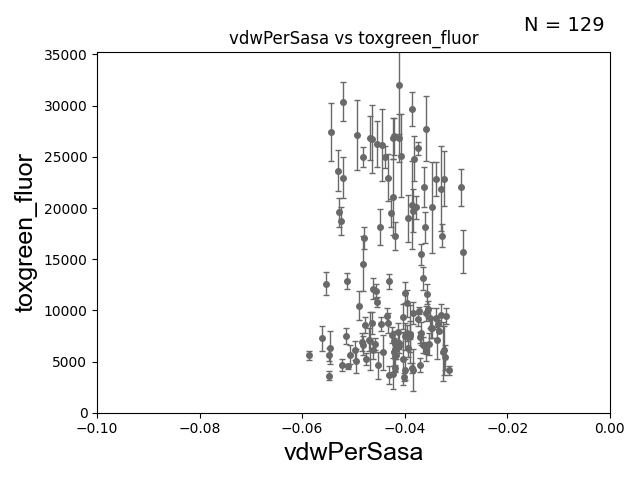 N = 129
vdwPerSasa vs toxgreen_fluor
35000
30000
25000
20000
15000
10000
5000
0
toxgreen_fluor
−0.10 −0.08 −0.06 −0.04 −0.02 0.00
vdwPerSasa